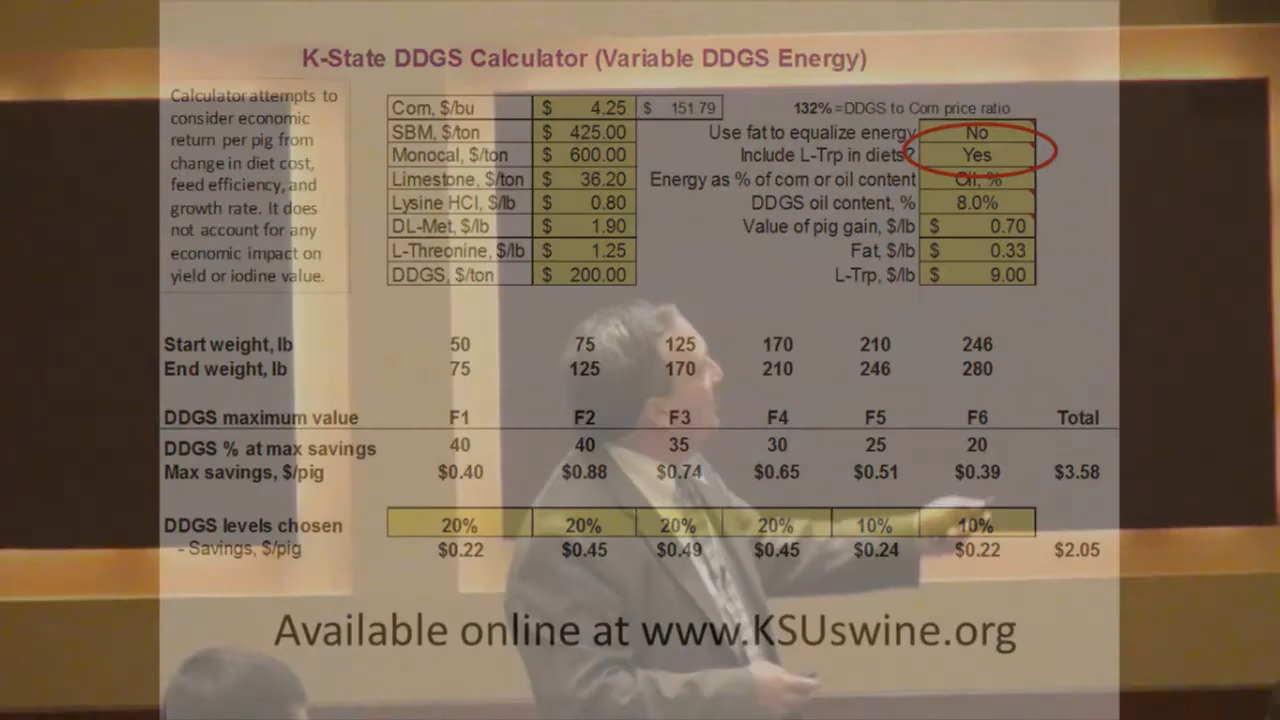 K-State DDGS Calculator (Variable DDGS Energy)
Calculator attempts to
consider economic
return per pig from
change in diet cost,
feed efficiency, and
growth rate. It does
not account for any
economic impact on
yield or iodine value.
Corn, $/bu $ 4.25 $ 151.79
SBM, $/ton $ 425.00
Monocal, $/ton $ 600.00
Limestone, $/ton $ 36.20
Lysine HCl, $/lb $ 0.80
DL-Met, $/lb $ 1.90
L-Threonine, $/lb $ 1.25
DDGS, $/ton $ 200.00
132% =DDGS to Corn price ratio
Use fat to equalize energy No
Include L-Trp in diets? Yes
Energy as % of corn or oil content Oil, %
DDGS oil content, % 8.0%
Value of pig gain, $/lb $ 0.70
Fat, $/lb $ 0.33
L-Trp, $/lb $ 9.00
Start weight, lb 50 75 125 170 210 246
End weight, lb 75 125 170 210 246 280
DDGS maximum value F1 F2 F3 F4 F5 F6 Total
DDGS % at max savings 40 40 35 30 25 20
Max savings, $/pig $0.40 $0.88 $0.74 $0.65 $0.51 $0.39 $3.58
DDGS levels chosen 20% 20% 20% 20% 10% 10%
- Savings, $/pig $0.22 $0.45 $0.49 $0.45 $0.24 $0.22 $2.05
Available online at www.KSUswine.org